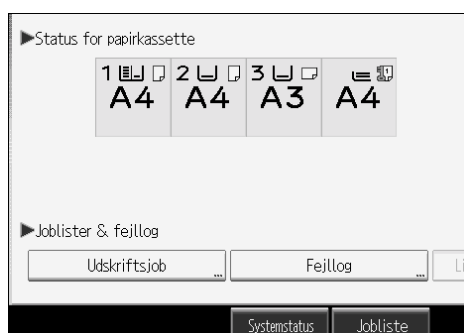 ▶Status for papirkassette
1 2 3
A4 A4 A3 A4
▶Joblister & fejllog
Udskriftsjob ... Fejllog ... Li
Systemstatus Jobliste